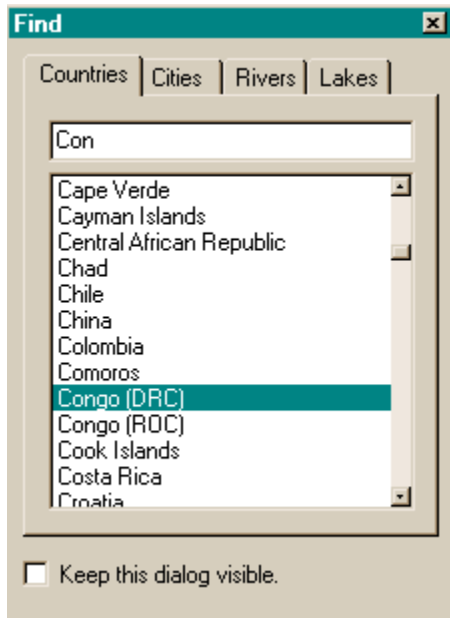 Find
Countries Cities Rivers Lakes
Con
Cape Verde
Cayman Islands
Central African Republic
Chad
Chile
China
Colombia
Comoros
Congo (DRC)
Congo (ROC)
Cook Islands
Costa Rica
Croatia
Keep this dialog visible.